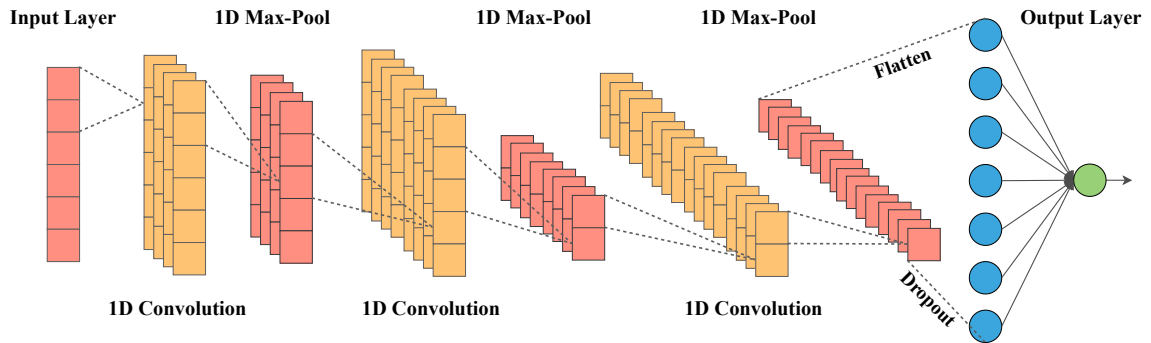 Input Layer
1D Max-Pool
1D Max-Pool
1D Max-Pool
Output Layer
Flatten
Dropout
1D Convolution
1D Convolution
1D Convolution